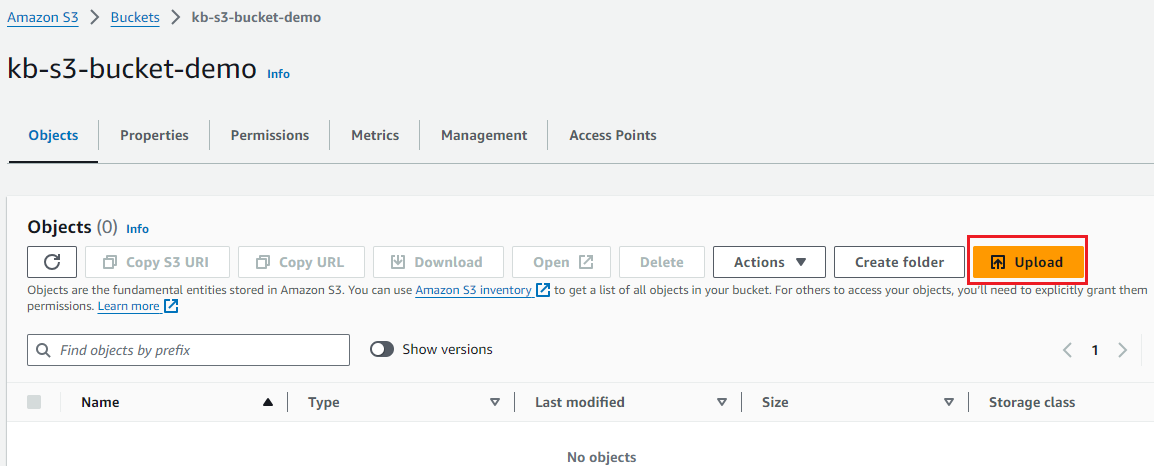 Amazon S3 > Buckets > kb-s3-bucket-demo
kb-s3-bucket-demo Info
Objects Properties Permissions Metrics Management Access Points
Objects (0) Info
Copy S3 URI Copy URL Download Open Delete Actions Create folder Upload
Objects are the fundamental entities stored in Amazon S3. You can use Amazon S3 inventory to get a list of all objects in your bucket. For others to access your objects, you'll need to explicitly grant them
permissions. Learn more
Find objects by prefix Show versions < 1 >
Name Type Last modified Size Storage class
No objects